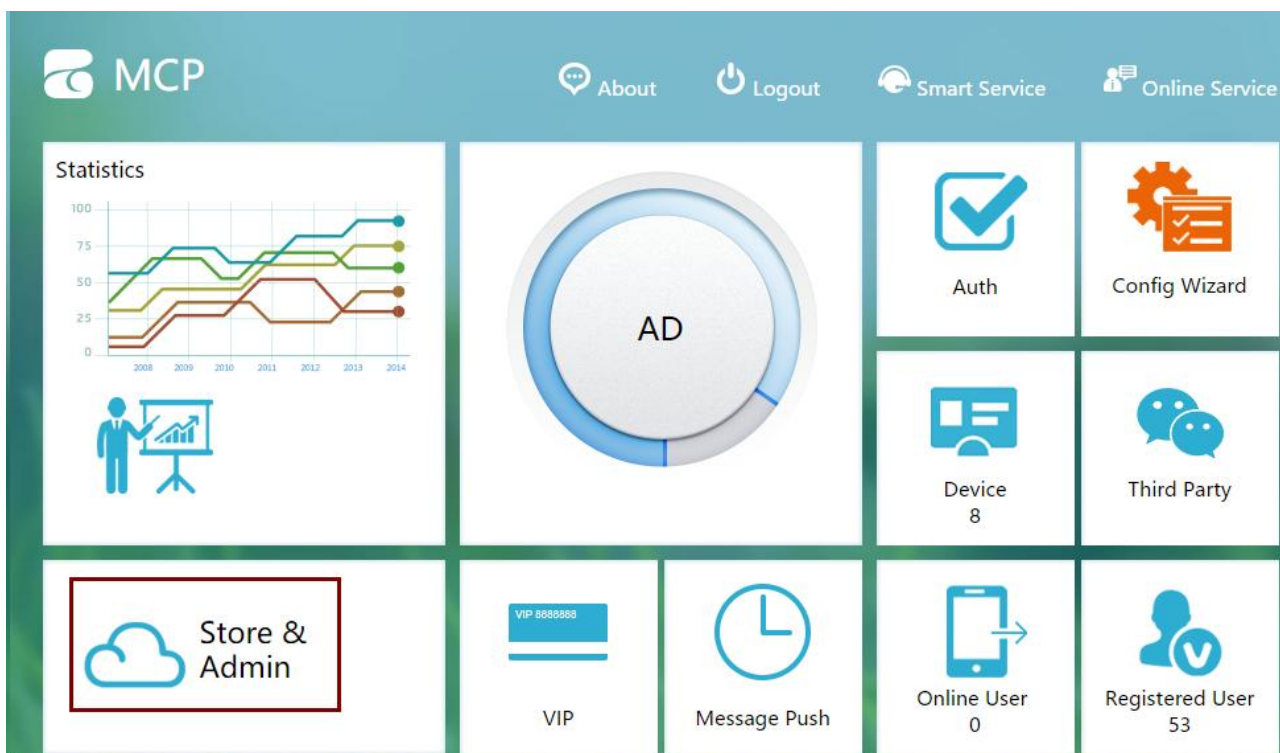 MCP
About
Logout
Smart Service
Online Service
Statistics
100
75
50
25
0
2008 2009 2010 2011 2012 2013 2014
AD
Auth
Config Wizard
Device
8
Third Party
Store &
Admin
VIP 8688888
VIP
Message Push
Online User
0
Registered User
53